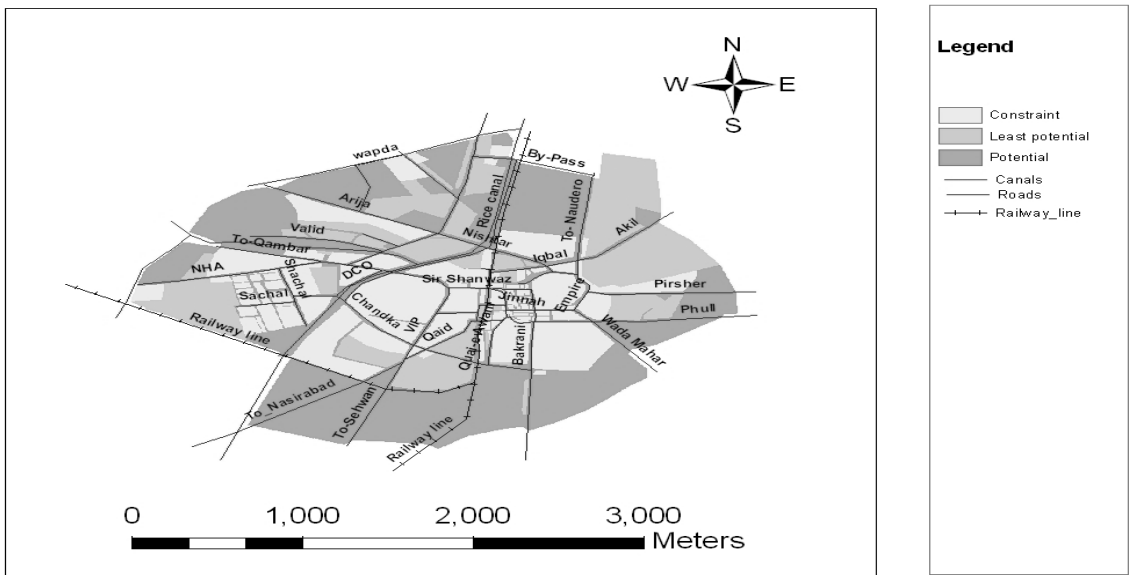 N
W E
S
wapda
By-Pass
Arija
Rice canal
To- Naudero
Akil
Valid
To-Qambar
Nishtar
Iqbal
NHA
Shachal
DCO
Sir Shanwaz
Empire
Pirsher
Sachal
Chandka
VIP
Jinnah
Phull
Railway line
Qaid
Quaj-e-Awam
Bakrani
Wada Mahar
To_Nasirabad
To-Sehwan
Railway line
0 1,000 2,000 3,000
Meters
Legend
Constraint
Least potential
Potential
Canals
Roads
Railway_line